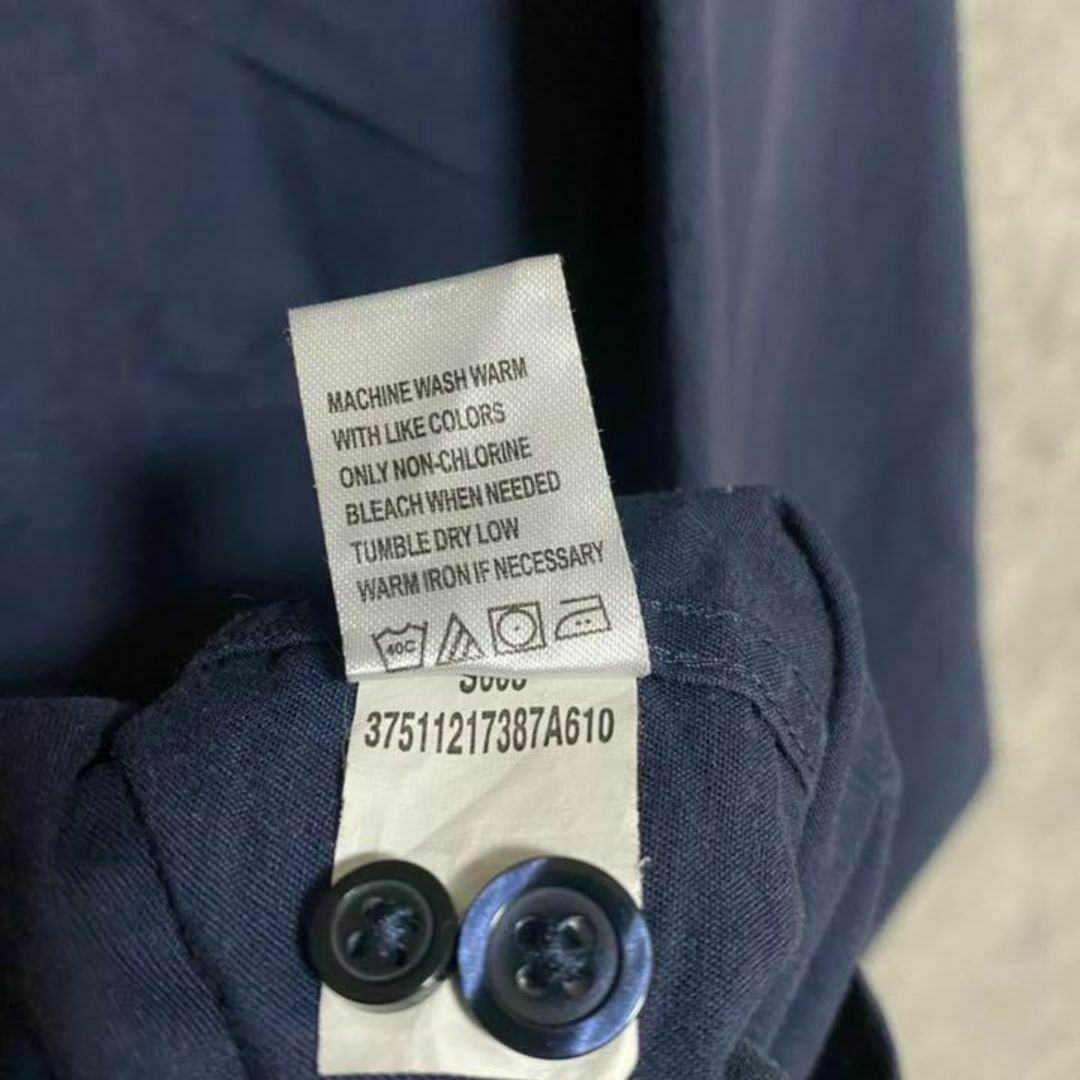 MACHINE WASH WARM
WITH LIKE COLORS
ONLY NON-CHLORINE
BLEACH WHEN NEEDED
TUMBLE DRY LOW
WARM IRON IF NECESSARY
40C
37511217387A610